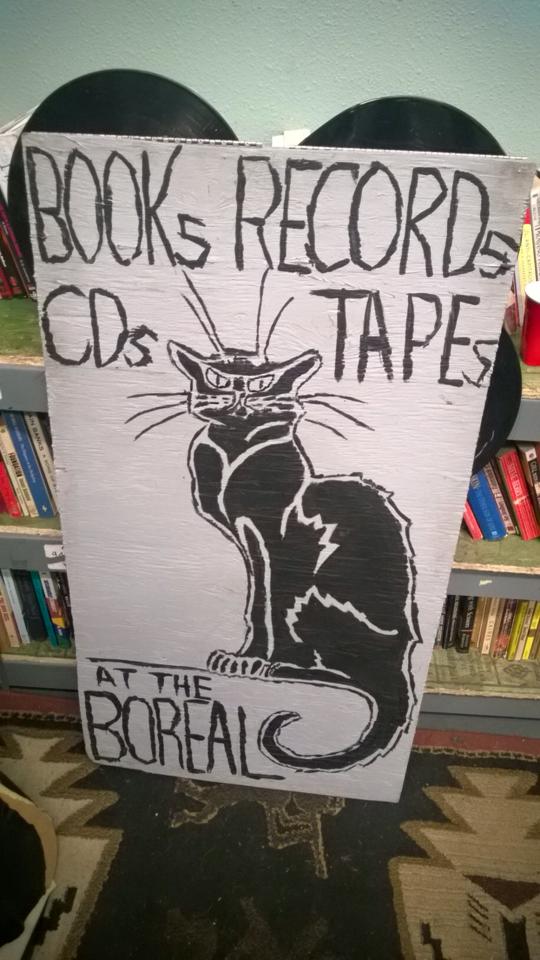 BOOKs RECORDs
CDs TAPEs
AT THE
BOREAL